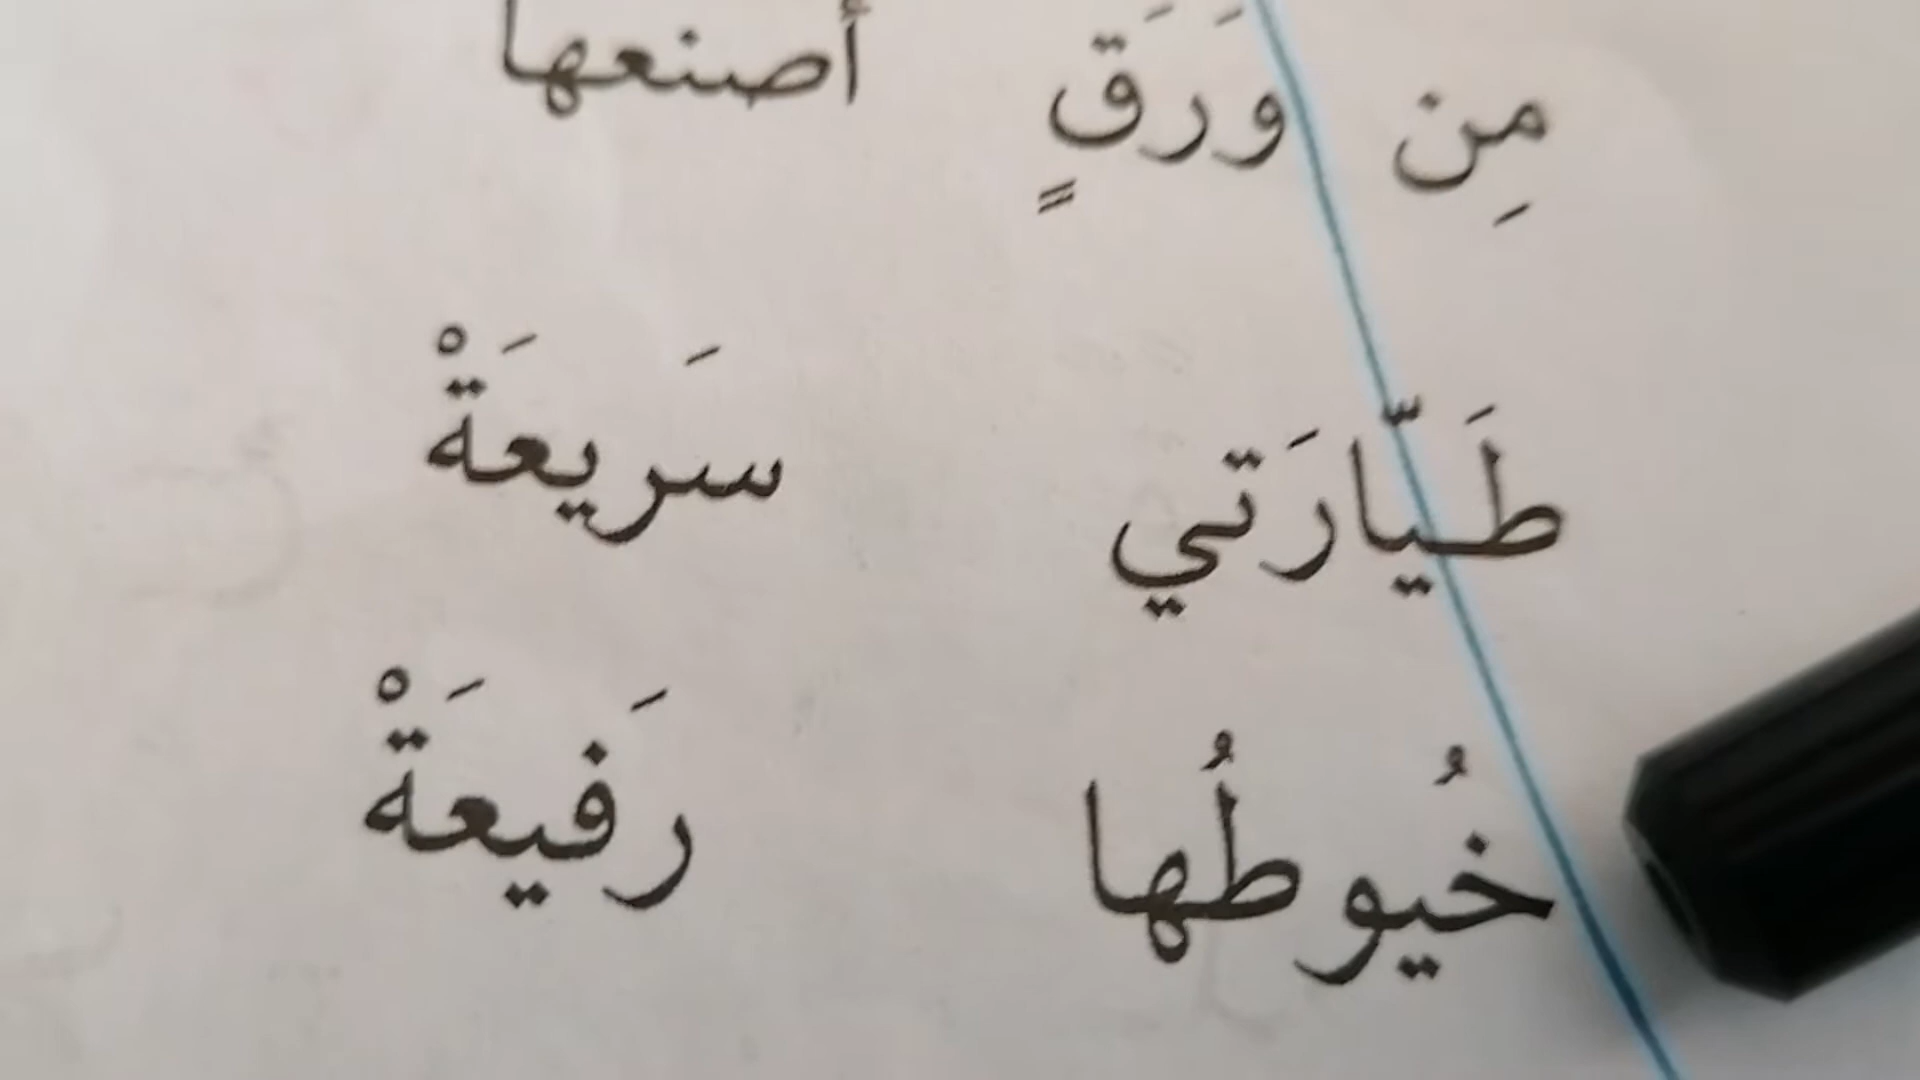 مِن وَرَقٍ أصنعها
طَيّارَتي سَريعَةْ
خُيوطُها رَفيعَةْ